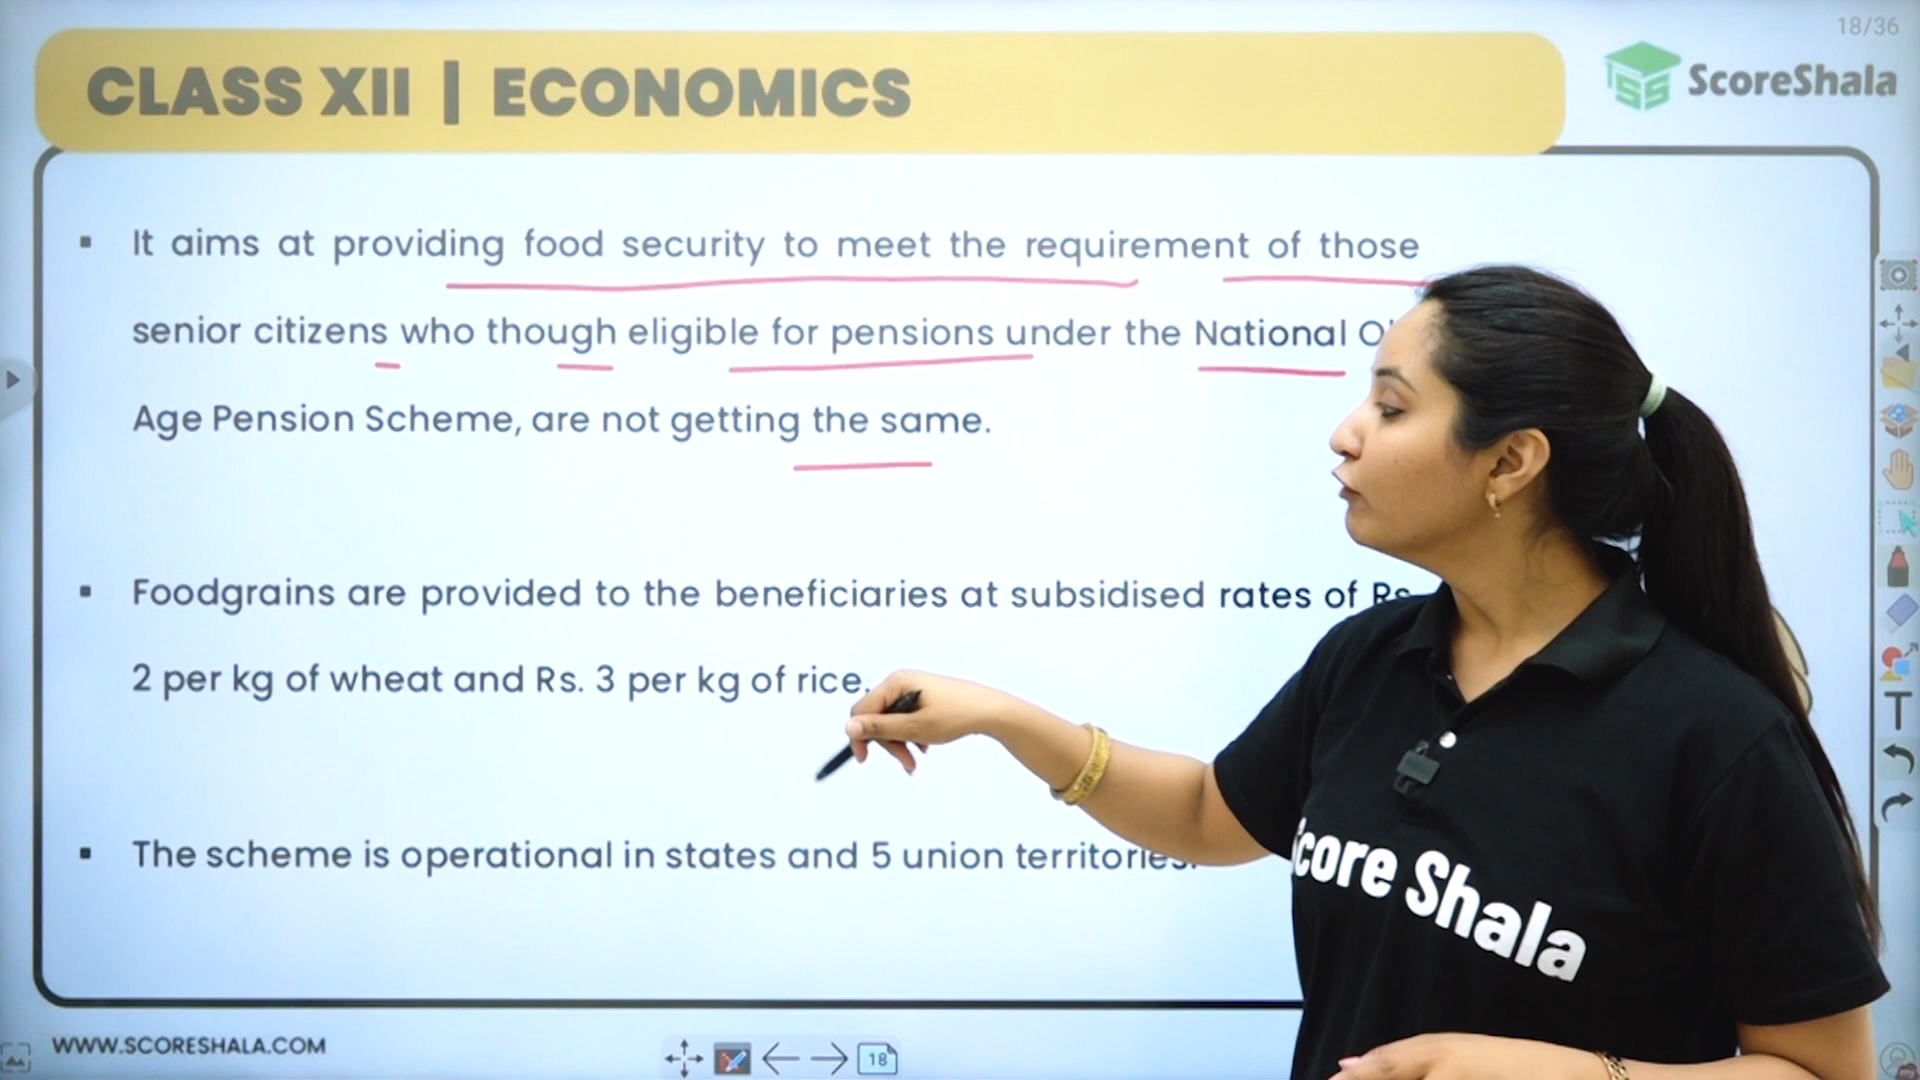 18/36
CLASS XII | ECONOMICS
ScoreShala
▪ It aims at providing food security to meet the requirement of those
senior citizens who though eligible for pensions under the National
Age Pension Scheme, are not getting the same.
▪ Foodgrains are provided to the beneficiaries at subsidised rates of Rs
2 per kg of wheat and Rs. 3 per kg of rice.
▪ The scheme is operational in states and 5 union territories.
Score Shala
WWW.SCORESHALA.COM
18